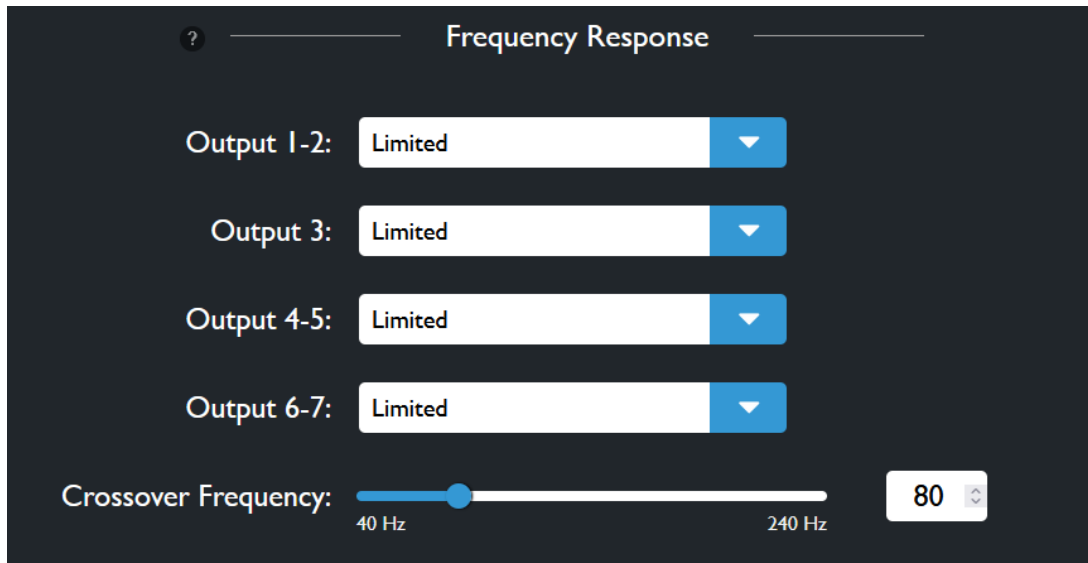 ? Frequency Response
Output 1-2: Limited
Output 3: Limited
Output 4-5: Limited
Output 6-7: Limited
Crossover Frequency: 80
40 Hz 240 Hz